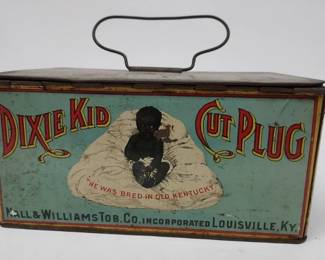 DIXIE KID CUT PLUG
"HE WAS BRED IN OLD KENTUCKY"
NALL & WILLIAMS TOB. CO. INCORPORATED LOUISVILLE, KY.